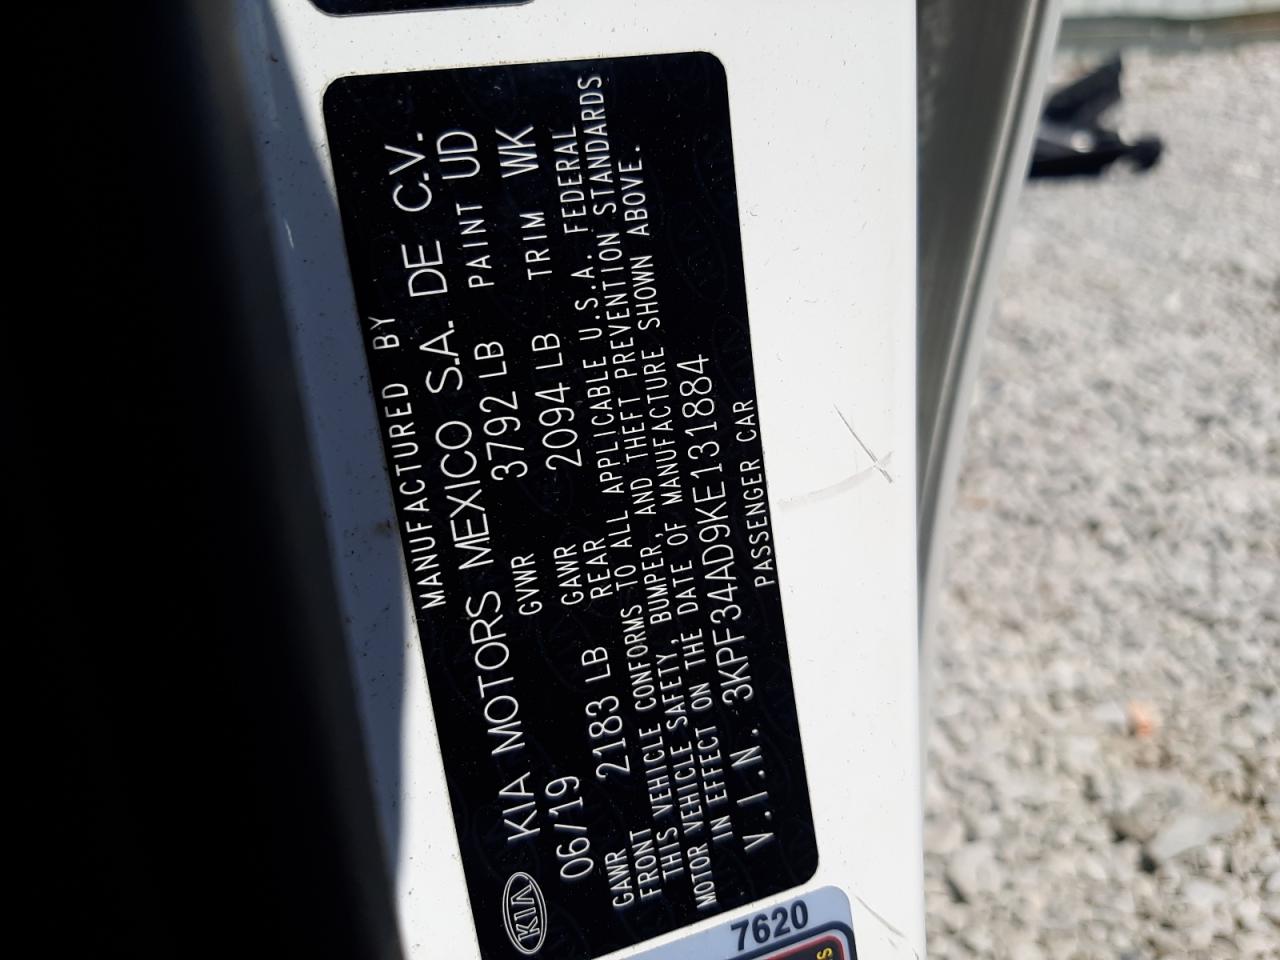 MANUFACTURED BY
KIA MOTORS MEXICO S.A. DE C.V.
06/19 GVWR 3792 LB PAINT UD
GAWR FRONT 2183 LB GAWR REAR 2094 LB TRIM WK
THIS VEHICLE CONFORMS TO ALL APPLICABLE U.S.A. FEDERAL
MOTOR VEHICLE SAFETY, BUMPER, AND THEFT PREVENTION STANDARDS
IN EFFECT ON THE DATE OF MANUFACTURE SHOWN ABOVE.
V.I.N. 3KPF34AD9KE131884
PASSENGER CAR
KIA
7620